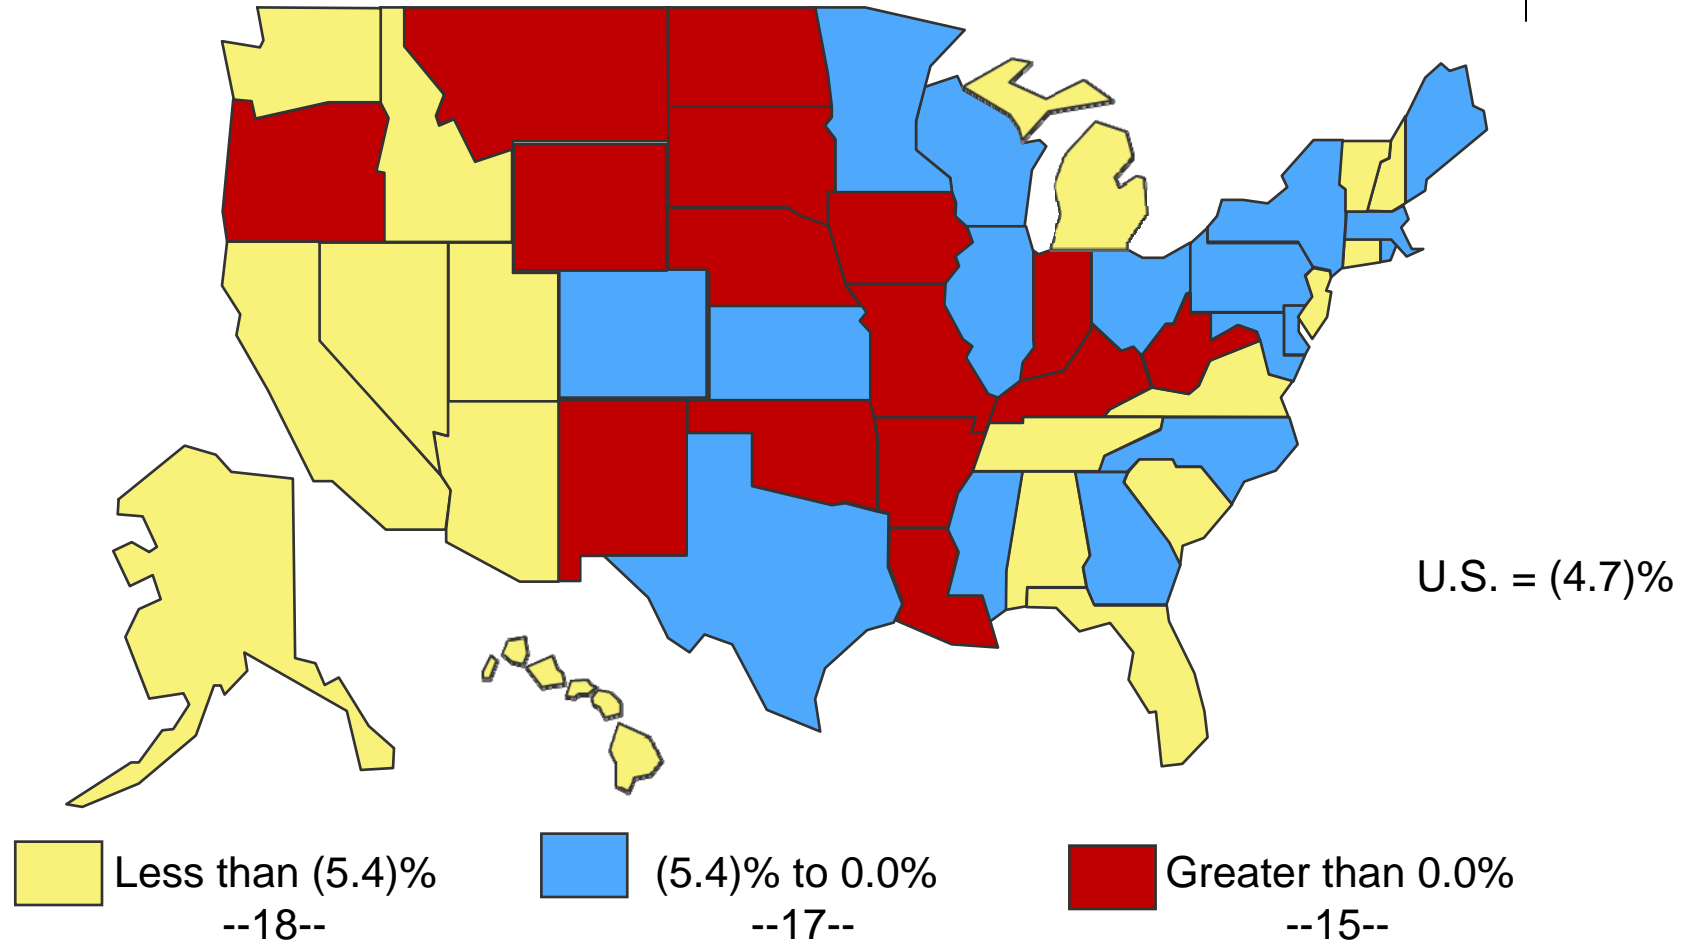 U.S. = (4.7)%
Less than (5.4)%
--18--
(5.4)% to 0.0%
--17--
Greater than 0.0%
--15--